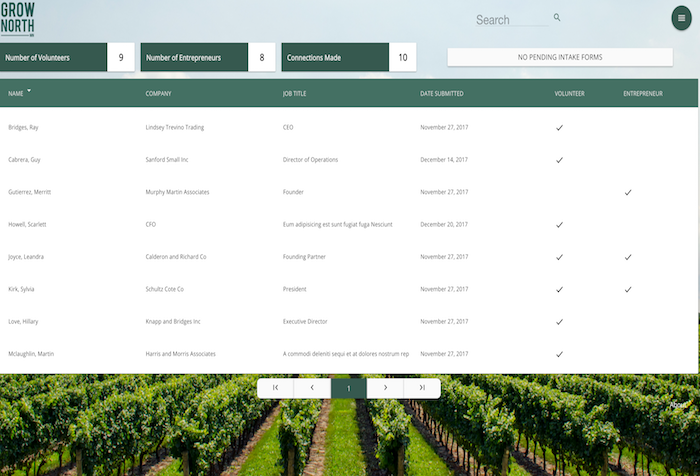 GROW
NORTH
MN
Search
Number of Volunteers 9 Number of Entrepreneurs 8 Connections Made 10 NO PENDING INTAKE FORMS
NAME COMPANY JOB TITLE DATE SUBMITTED VOLUNTEER ENTREPRENEUR
Bridges, Ray Lindsey Trevino Trading CEO November 27, 2017
Cabrera, Guy Sanford Small Inc Director of Operations December 14, 2017
Gutierrez, Merritt Murphy Martin Associates Founder November 27, 2017
Howell, Scarlett CFO Eum adipisicing est sunt fugiat fuga Nesciunt December 20, 2017
Joyce, Leandra Calderon and Richard Co Founding Partner November 27, 2017
Kirk, Sylvia Schultz Cote Co President November 27, 2017
Love, Hillary Knapp and Bridges Inc Executive Director November 27, 2017
Mclaughlin, Martin Harris and Morris Associates A commodi deleniti sequi et at dolores nostrum rep November 27, 2017
1
About